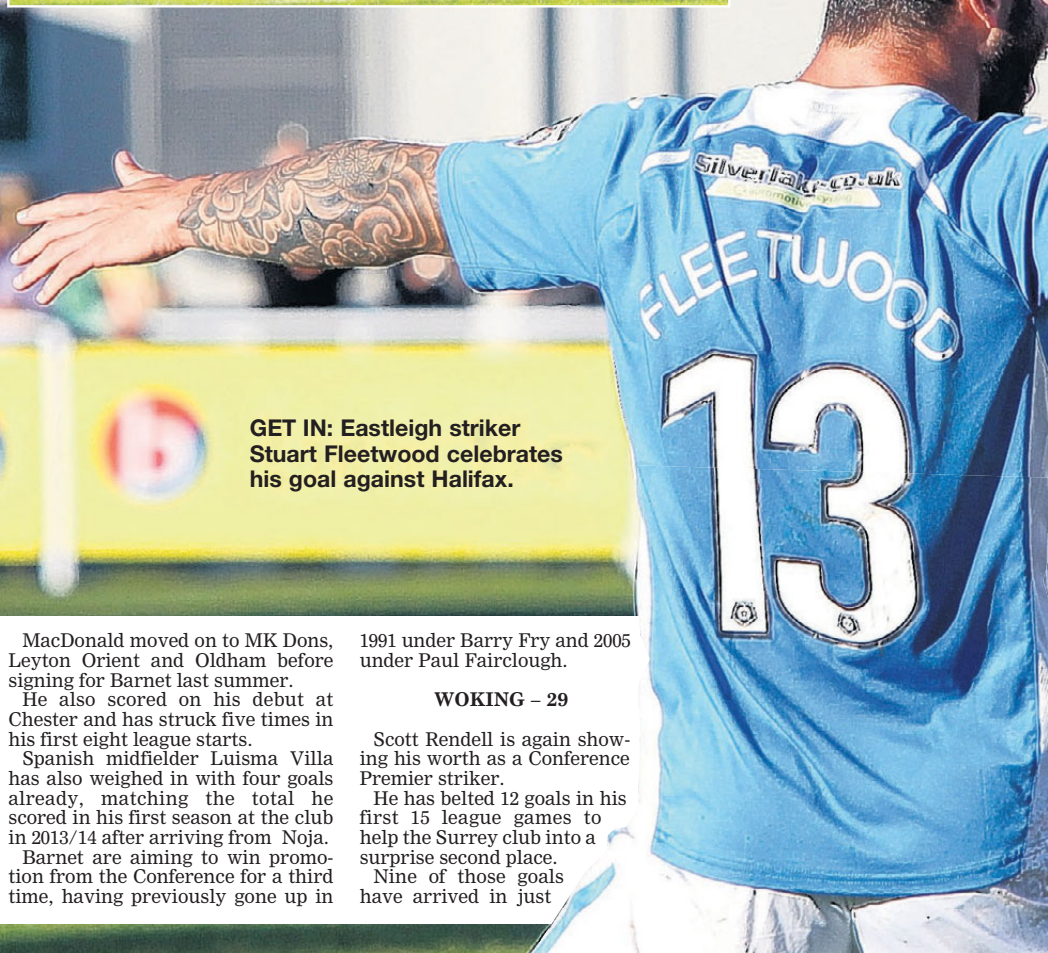 Silverlake.co.uk
FLEETWOOD
13
b
GET IN: Eastleigh striker
Stuart Fleetwood celebrates
his goal against Halifax.
MacDonald moved on to MK Dons,
Leyton Orient and Oldham before
signing for Barnet last summer.
He also scored on his debut at
Chester and has struck five times in
his first eight league starts.
Spanish midfielder Luisma Villa
has also weighed in with four goals
already, matching the total he
scored in his first season at the club
in 2013/14 after arriving from Noja.
Barnet are aiming to win promo-
tion from the Conference for a third
time, having previously gone up in
1991 under Barry Fry and 2005
under Paul Fairclough.
WOKING – 29
Scott Rendell is again show-
ing his worth as a Conference
Premier striker.
He has belted 12 goals in his
first 15 league games to
help the Surrey club into a
surprise second place.
Nine of those goals
have arrived in just